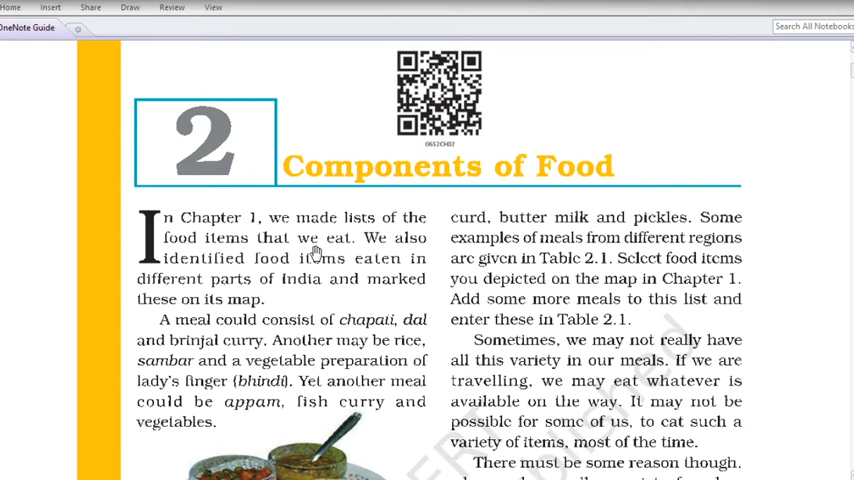 Home Insert Share Draw Review View
OneNote Guide
Search All Notebooks
0652CH02
2
Components of Food
In Chapter 1, we made lists of the
food items that we eat. We also
identified food items eaten in
different parts of India and marked
these on its map.
A meal could consist of chapati, dal
and brinjal curry. Another may be rice,
sambar and a vegetable preparation of
lady's finger (bhindi). Yet another meal
could be appam, fish curry and
vegetables.
curd, butter milk and pickles. Some
examples of meals from different regions
are given in Table 2.1. Select food items
you depicted on the map in Chapter 1.
Add some more meals to this list and
enter these in Table 2.1.
Sometimes, we may not really have
all this variety in our meals. If we are
travelling, we may eat whatever is
available on the way. It may not be
possible for some of us, to eat such a
variety of items, most of the time.
There must be some reason though,